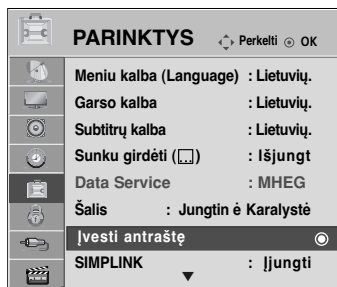 PARINKTYS Perkelti OK
Meniu kalba (Language) : Lietuvių.
Garso kalba : Lietuvių.
Subtitrų kalba : Lietuvių.
Sunku girdėti ( ) : Išjungt
Data Service : MHEG
Šalis : Jungtin ė Karalystė
Įvesti antraštę
SIMPLINK : Įjungti